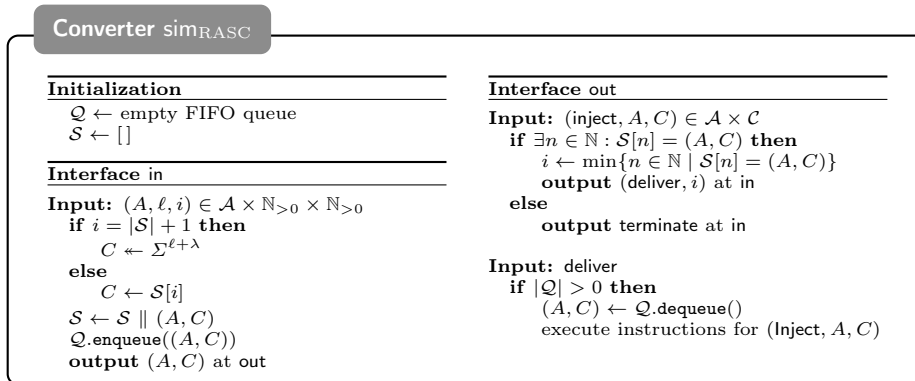 Converter sim_RASC
Initialization
𝒬 ← empty FIFO queue
𝒮 ← [ ]
Interface in
Input: (A, ℓ, i) ∈ 𝒜 × ℕ_{>0} × ℕ_{>0}
if i = |𝒮| + 1 then
C ↞ Σ^{ℓ+λ}
else
C ← 𝒮[i]
𝒮 ← 𝒮 ∥ (A, C)
𝒬.enqueue((A, C))
output (A, C) at out
Interface out
Input: (inject, A, C) ∈ 𝒜 × 𝒞
if ∃n ∈ ℕ : 𝒮[n] = (A, C) then
i ← min{n ∈ ℕ | 𝒮[n] = (A, C)}
output (deliver, i) at in
else
output terminate at in
Input: deliver
if |𝒬| > 0 then
(A, C) ← 𝒬.dequeue()
execute instructions for (Inject, A, C)